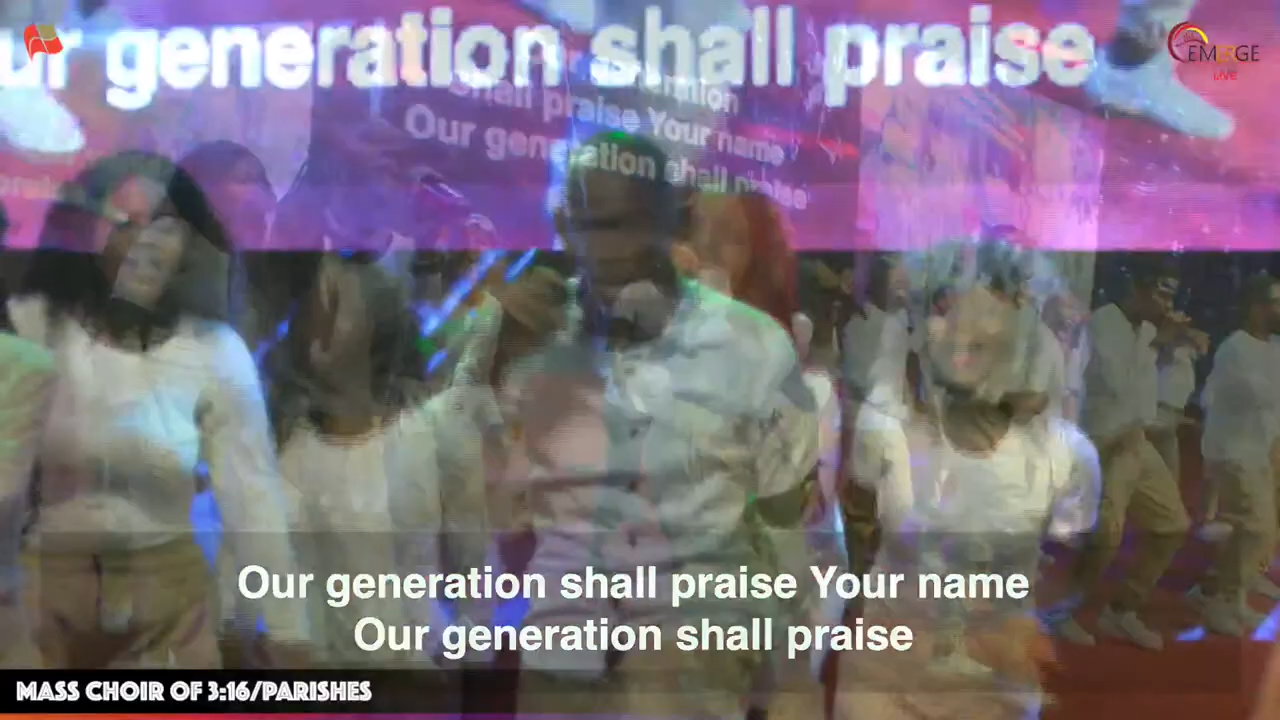 ur generation shall praise
EMERGE
LIVE
shall praise Your name
Our generation shall praise
Our generation shall praise Your name
Our generation shall praise
MASS CHOIR OF 3:16/PARISHES